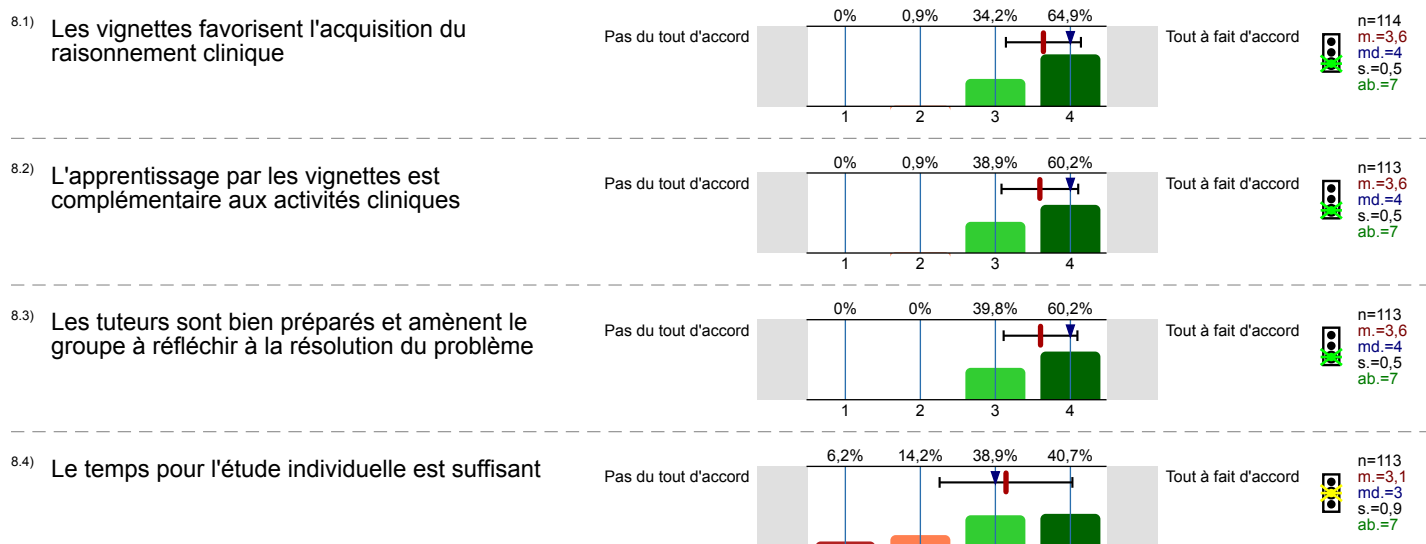 8.1) Les vignettes favorisent l'acquisition du
raisonnement clinique
Pas du tout d'accord
0% 0,9% 34,2% 64,9%
1 2 3 4
Tout à fait d'accord
n=114
m.=3,6
md.=4
s.=0,5
ab.=7
8.2) L'apprentissage par les vignettes est
complémentaire aux activités cliniques
Pas du tout d'accord
0% 0,9% 38,9% 60,2%
1 2 3 4
Tout à fait d'accord
n=113
m.=3,6
md.=4
s.=0,5
ab.=7
8.3) Les tuteurs sont bien préparés et amènent le
groupe à réfléchir à la résolution du problème
Pas du tout d'accord
0% 0% 39,8% 60,2%
1 2 3 4
Tout à fait d'accord
n=113
m.=3,6
md.=4
s.=0,5
ab.=7
8.4) Le temps pour l'étude individuelle est suffisant
Pas du tout d'accord
6,2% 14,2% 38,9% 40,7%
Tout à fait d'accord
n=113
m.=3,1
md.=3
s.=0,9
ab.=7